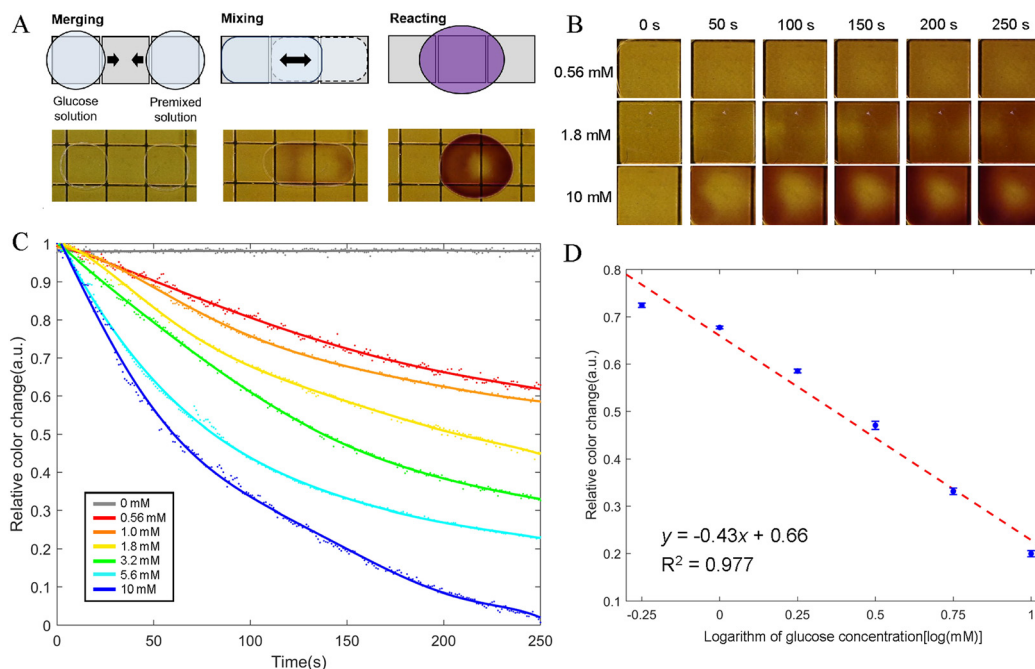 A
Merging
Mixing
Reacting
Glucose solution
Premixed solution
B
0 s 50 s 100 s 150 s 200 s 250 s
0.56 mM
1.8 mM
10 mM
C
Relative color change(a.u.)
1
0.9
0.8
0.7
0.6
0.5
0.4
0.3
0.2
0.1
0
0 mM
0.56 mM
1.0 mM
1.8 mM
3.2 mM
5.6 mM
10 mM
0 50 100 150 200 250
Time(s)
D
Relative color change(a.u.)
0.8
0.7
0.6
0.5
0.4
0.3
0.2
0.1
y = -0.43x + 0.66
R² = 0.977
-0.25 0 0.25 0.5 0.75 1
Logarithm of glucose concentration[log(mM)]